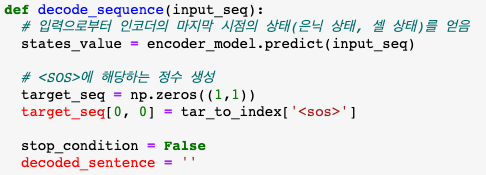 def decode_sequence(input_seq):
# 입력으로부터 인코더의 마지막 시점의 상태(은닉 상태, 셀 상태)를 얻음
states_value = encoder_model.predict(input_seq)
# <SOS>에 해당하는 정수 생성
target_seq = np.zeros((1,1))
target_seq[0, 0] = tar_to_index['<sos>']
stop_condition = False
decoded_sentence = ''